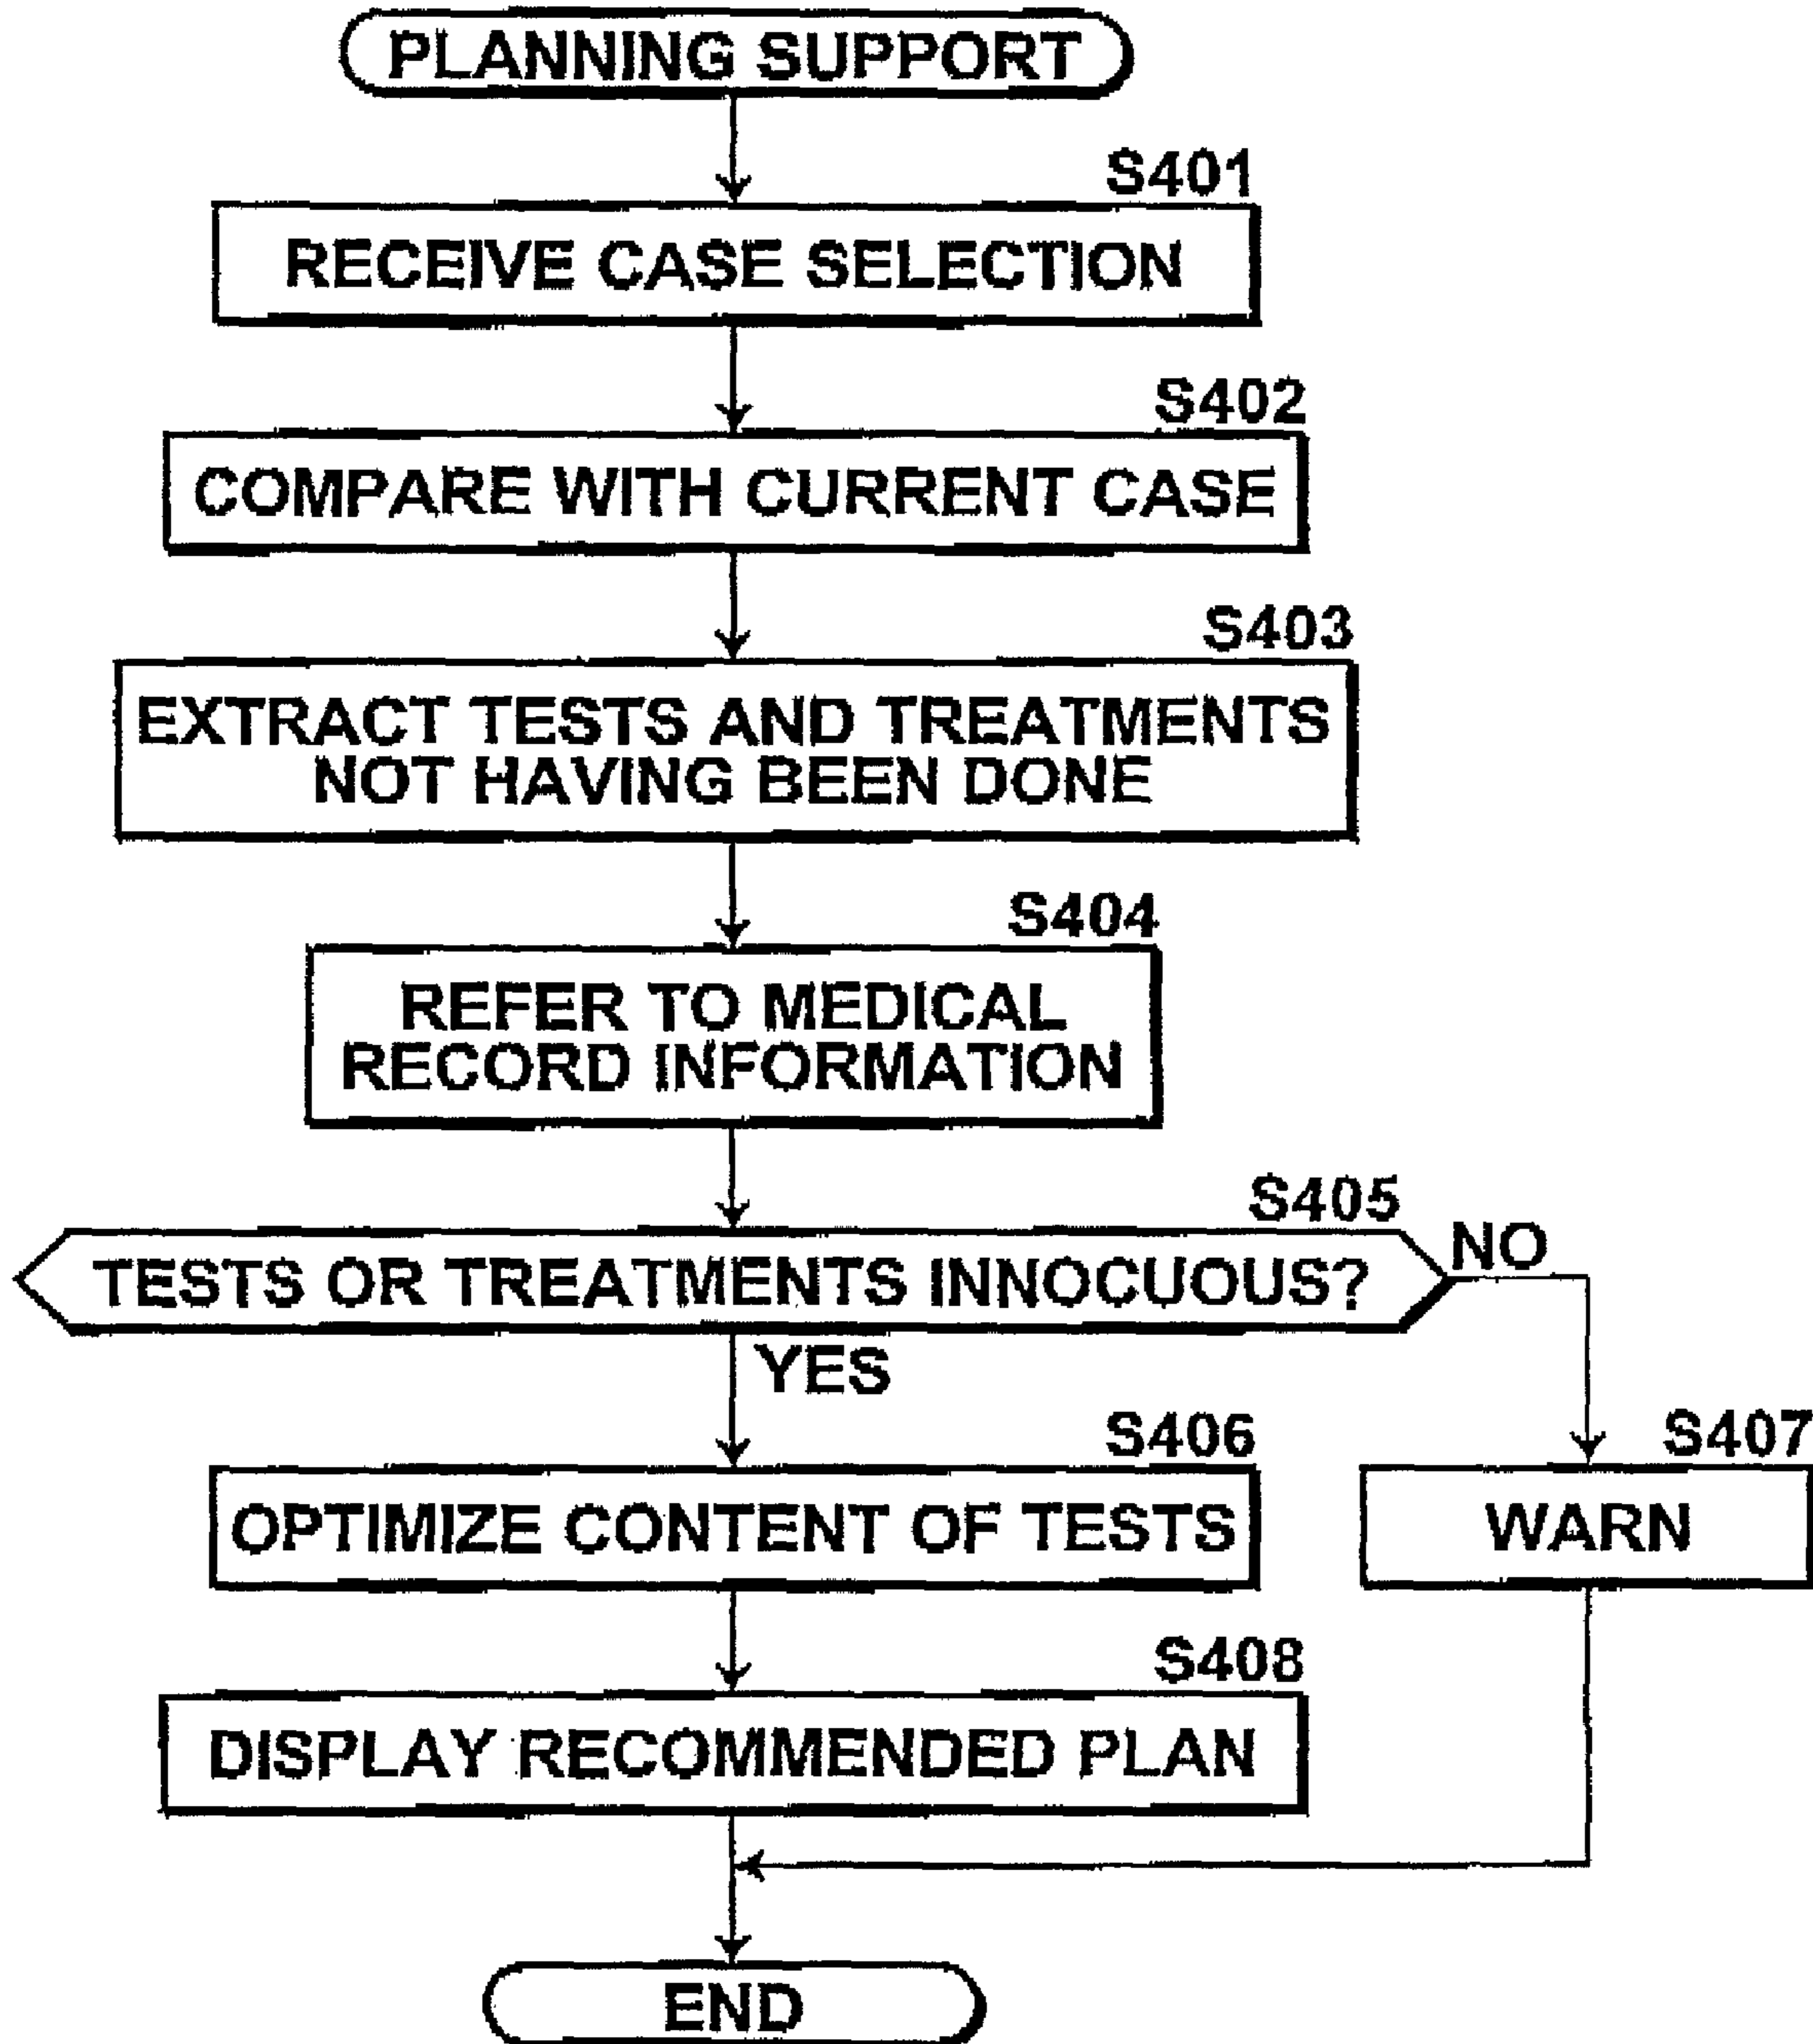 PLANNING SUPPORT
S401
RECEIVE CASE SELECTION
S402
COMPARE WITH CURRENT CASE
S403
EXTRACT TESTS AND TREATMENTS
NOT HAVING BEEN DONE
S404
REFER TO MEDICAL
RECORD INFORMATION
S405
TESTS OR TREATMENTS INNOCUOUS?
NO
YES
S406
OPTIMIZE CONTENT OF TESTS
S407
WARN
S408
DISPLAY RECOMMENDED PLAN
END